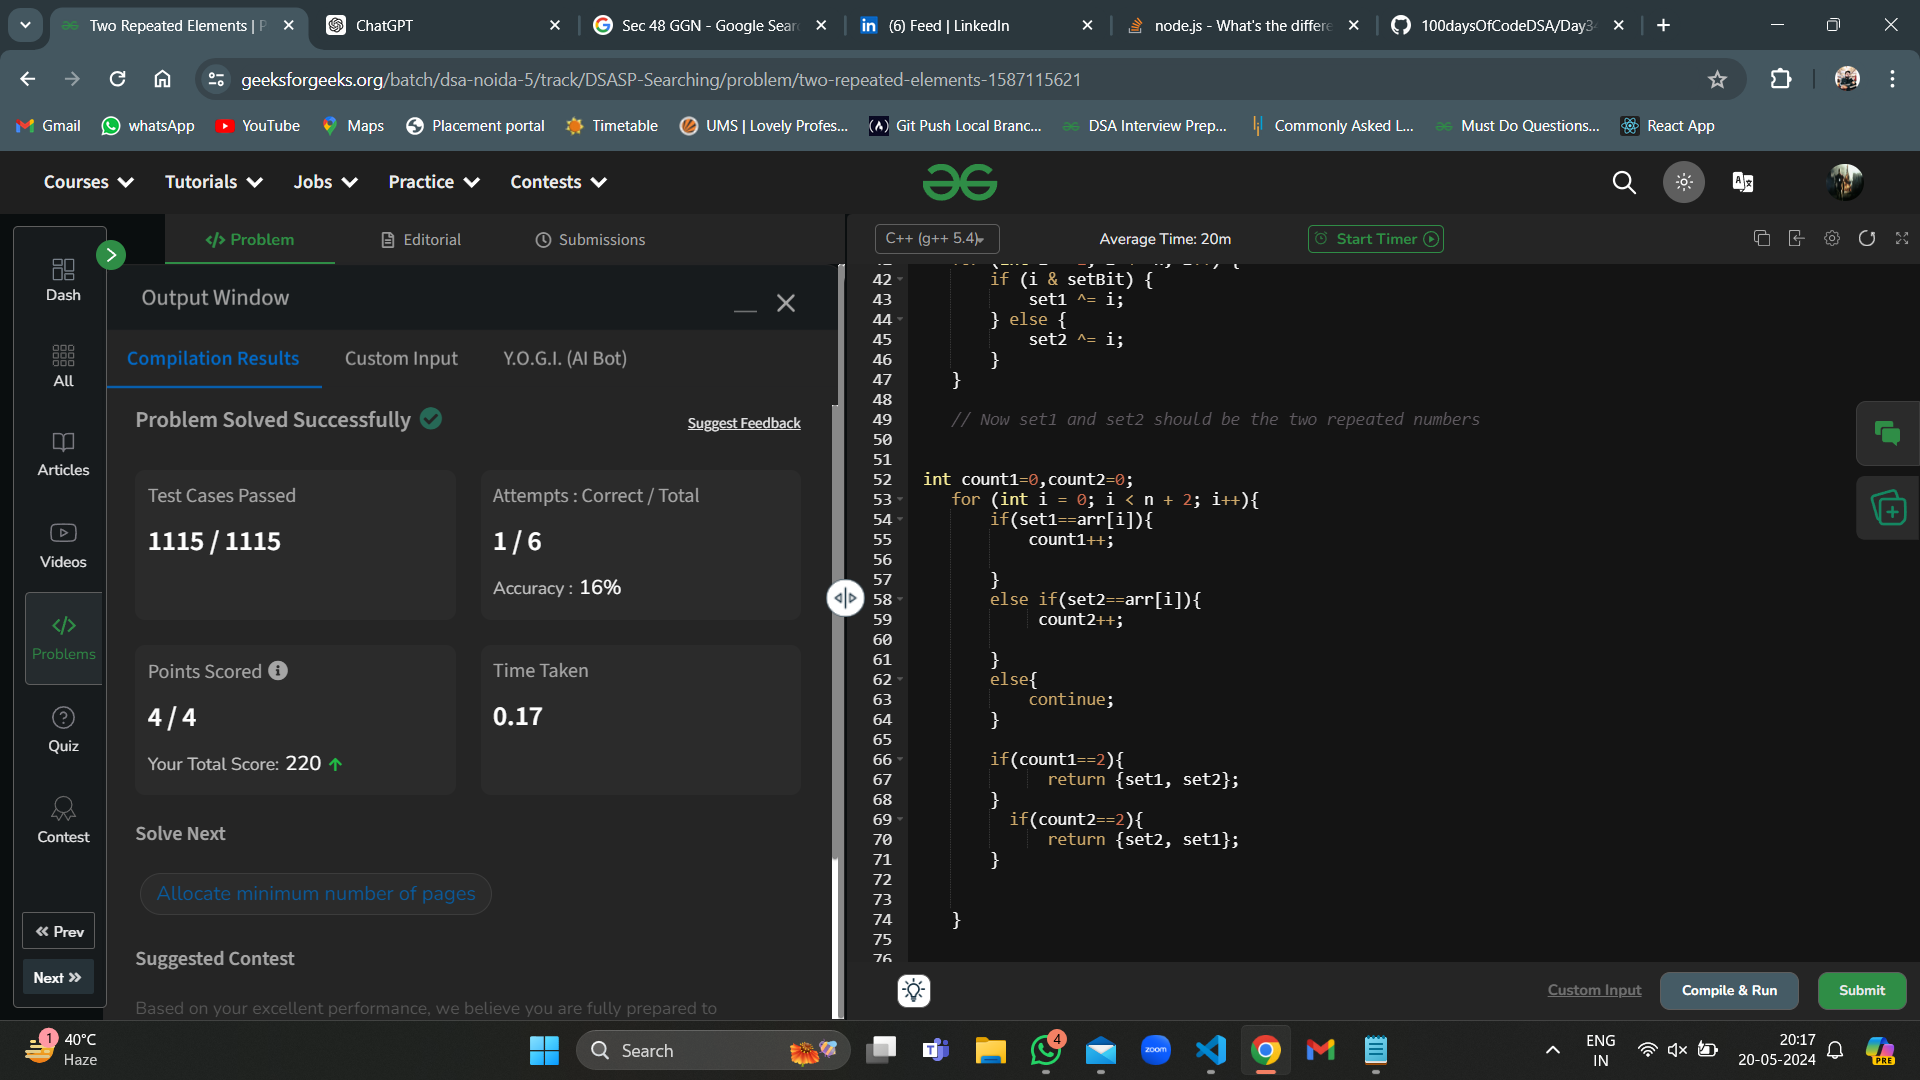 Two Repeated Elements | P
ChatGPT
Sec 48 GGN - Google Sear
(6) Feed | LinkedIn
node.js - What's the differe
100daysOfCodeDSA/Day34
geeksforgeeks.org/batch/dsa-noida-5/track/DSASP-Searching/problem/two-repeated-elements-1587115621
Gmail
whatsApp
YouTube
Maps
Placement portal
Timetable
UMS | Lovely Profes...
Git Push Local Branc...
DSA Interview Prep...
Commonly Asked L...
Must Do Questions...
React App
Courses
Tutorials
Jobs
Practice
Contests
Dash
All
Articles
Videos
Problems
Quiz
Contest
Prev
Next
Problem
Editorial
Submissions
Output Window
Compilation Results
Custom Input
Y.O.G.I. (AI Bot)
Problem Solved Successfully
Suggest Feedback
Test Cases Passed
1115 / 1115
Attempts : Correct / Total
1 / 6
Accuracy : 16%
Points Scored
4 / 4
Your Total Score: 220
Time Taken
0.17
Solve Next
Allocate minimum number of pages
Suggested Contest
Based on your excellent performance, we believe you are fully prepared to
C++ (g++ 5.4)
Average Time: 20m
Start Timer
42 if (i & setBit) {
43 set1 ^= i;
44 } else {
45 set2 ^= i;
46 }
47 }
48
49 // Now set1 and set2 should be the two repeated numbers
50
51
52 int count1=0,count2=0;
53 for (int i = 0; i < n + 2; i++){
54 if(set1==arr[i]){
55 count1++;
56
57 }
58 else if(set2==arr[i]){
59 count2++;
60
61 }
62 else{
63 continue;
64 }
65
66 if(count1==2){
67 return {set1, set2};
68 }
69 if(count2==2){
70 return {set2, set1};
71 }
72
73
74 }
75
76
Custom Input
Compile & Run
Submit
1
40°C
Haze
Search
4
zoom
ENG
IN
20:17
20-05-2024
PRE